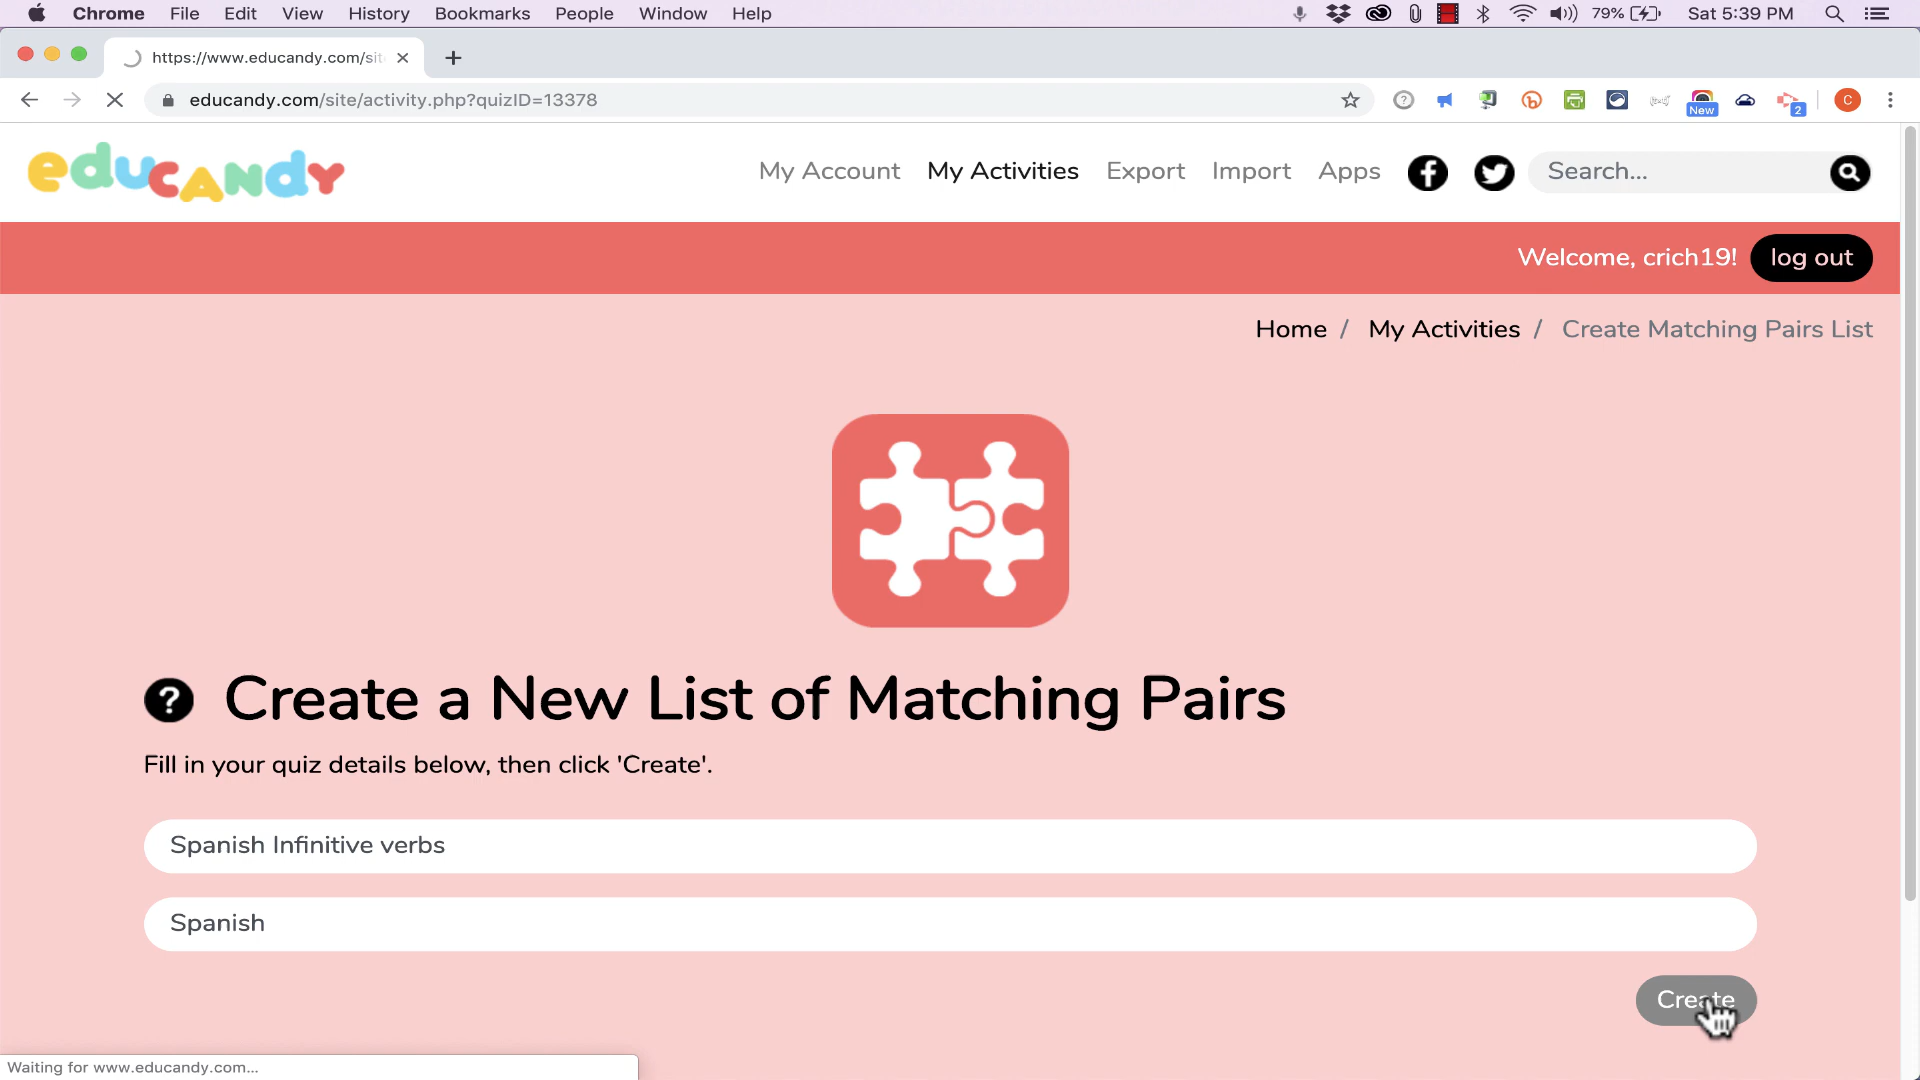 Chrome File Edit View History Bookmarks People Window Help 79% Sat 5:39 PM
https://www.educandy.com/sit
educandy.com/site/activity.php?quizID=13378 New 2 C
educandy My Account My Activities Export Import Apps Search...
Welcome, crich19! log out
Home / My Activities / Create Matching Pairs List
? Create a New List of Matching Pairs
Fill in your quiz details below, then click 'Create'.
Spanish Infinitive verbs
Spanish
Create
Waiting for www.educandy.com...